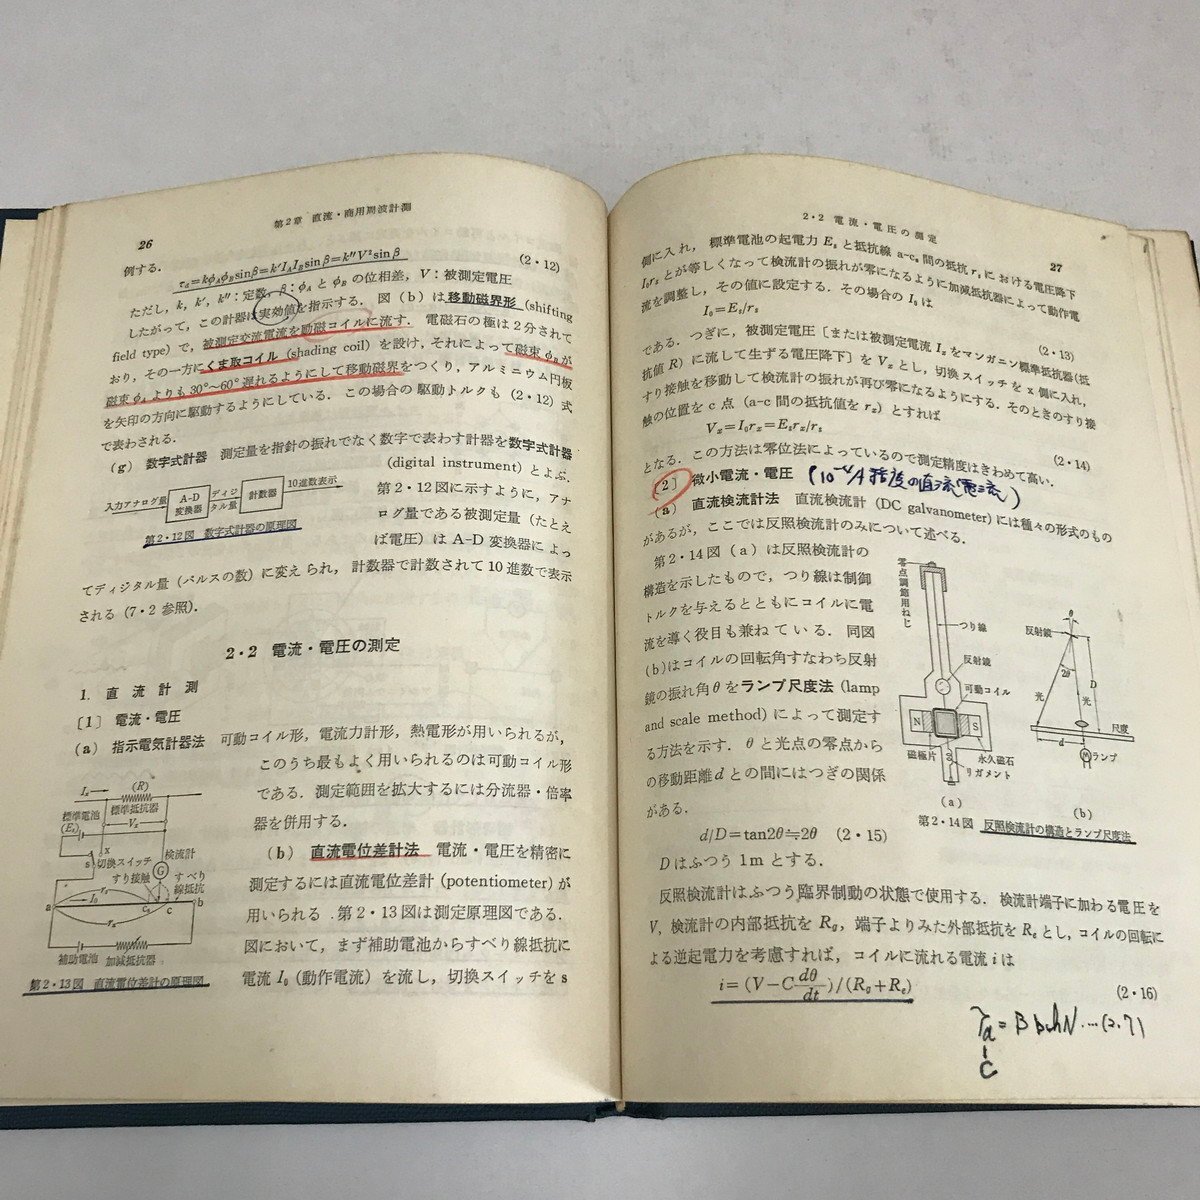 第2章 直流・商用周波計測
26
例する.
τa=kφAφBsinβ=k′IAIBsinβ=k″V²sinβ (2・12)
ただし, k, k′, k″: 定数, β: φA と φB の位相差, V: 被測定電圧
したがって, この計器は実効値を指示する. 図 (b) は移動磁界形 (shifting
field type) で, 被測定交流電流を励磁コイルに流す. 電磁石の極は2分されて
おり, その一方にくま取コイル (shading coil) を設け, それによって磁束 φB が
磁束 φA よりも 30°〜60° 遅れるようにして移動磁界をつくり, アルミニウム円板
を矢印の方向に駆動するようにしている. この場合の駆動トルクも (2・12) 式
で表わされる.
(g) 数字式計器 測定量を指針の振れでなく数字で表わす計器を数字式計器
(digital instrument) とよぶ.
第2・12図に示すように, アナ
ログ量である被測定量 (たとえ
ば電圧) は A-D 変換器によっ
入力アナログ量
A-D
変換器
ディジ
タル量
計数器
10進数表示
第2・12図 数字式計器の原理図
てディジタル量 (パルスの数) に変えられ, 計数器で計数されて10進数で表示
される (7・2 参照).
2・2 電流・電圧の測定
1. 直流計測
〔1〕 電流・電圧
(a) 指示電気計器法 可動コイル形, 電流力計形, 熱電形が用いられるが,
このうち最もよく用いられるのは可動コイル形
である. 測定範囲を拡大するには分流器・倍率
器を併用する.
(b) 直流電位差計法 電流・電圧を精密に
測定するには直流電位差計 (potentiometer) が
用いられる. 第2・13図は測定原理図である.
図において, まず補助電池からすべり線抵抗に
電流 I0 (動作電流) を流し, 切換スイッチを s
Ix
(R)
標準電池
標準抵抗器
(Es)
Vx
x
s
切換スイッチ
検流計
すり接触
G
すべり
線抵抗
rx
I0
a
cs
c
b
rs
補助電池
加減抵抗器
第2・13図 直流電位差計の原理図
2・2 電流・電圧の測定
27
側に入れ, 標準電池の起電力 Es と抵抗線 a-cs 間の抵抗 rs における電圧降下
I0rs とが等しくなって検流計の振れが零になるように加減抵抗器によって動作電
流を調整し, その値に設定する. その場合の I0 は
I0=Es/rs (2・13)
である. つぎに, 被測定電圧〔または被測定電流 Ix をマンガニン標準抵抗器(抵
抗値 R) に流して生ずる電圧降下〕を Vx とし, 切換スイッチを x 側に入れ,
すり接触を移動して検流計の振れが再び零になるようにする. そのときのすり接
触の位置を c 点 (a-c 間の抵抗値を rx) とすれば
Vx=I0rx=Esrx/rs (2・14)
となる. この方法は零位法によっているので測定精度はきわめて高い.
〔2〕 微小電流・電圧
(a) 直流検流計法 直流検流計 (DC galvanometer) には種々の形式のもの
があるが, ここでは反照検流計のみについて述べる.
第2・14図 (a) は反照検流計の
構造を示したもので, つり線は制御
トルクを与えるとともにコイルに電
流を導く役目も兼ねている. 同図
(b)はコイルの回転角すなわち反射
鏡の振れ角 θ をランプ尺度法 (lamp
and scale method) によって測定す
る方法を示す. θ と光点の零点から
の移動距離 d との間にはつぎの関係
がある.
d/D=tan2θ≒2θ (2・15)
D はふつう 1m とする.
零点調節用ねじ
つり線
反射鏡
可動コイル
N
S
磁極片
永久磁石
リガメント
(a)
θ
反射鏡
2θ
D
光
光
尺度
d
ランプ
(b)
第2・14図 反照検流計の構造とランプ尺度法
反照検流計はふつう臨界制動の状態で使用する. 検流計端子に加わる電圧を
V, 検流計の内部抵抗を Rg, 端子よりみた外部抵抗を Re とし, コイルの回転に
よる逆起電力を考慮すれば, コイルに流れる電流 i は
i=(V−C dθ/dt)/(Rg+Re) (2・16)
τa = B b h N …(2.7)
C